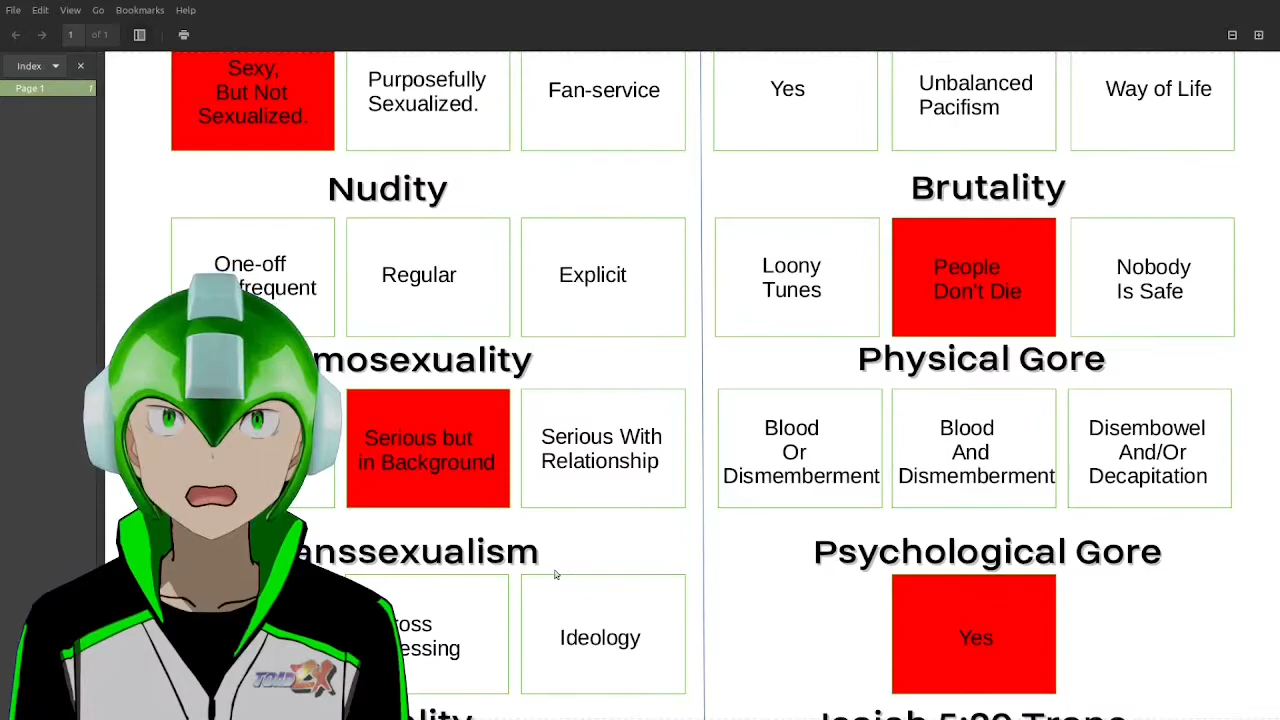 File Edit View Go Bookmarks Help
1 of 1
Index
Page 1 1
Sexy,
But Not
Sexualized.
Purposefully
Sexualized.
Fan-service
Yes
Unbalanced
Pacifism
Way of Life
Nudity
Brutality
One-off
frequent
Regular
Explicit
Loony
Tunes
People
Don't Die
Nobody
Is Safe
mosexuality
Physical Gore
Serious but
in Background
Serious With
Relationship
Blood
Or
Dismemberment
Blood
And
Dismemberment
Disembowel
And/Or
Decapitation
anssexualism
Psychological Gore
oss
essing
Ideology
Yes
TOAD ZX